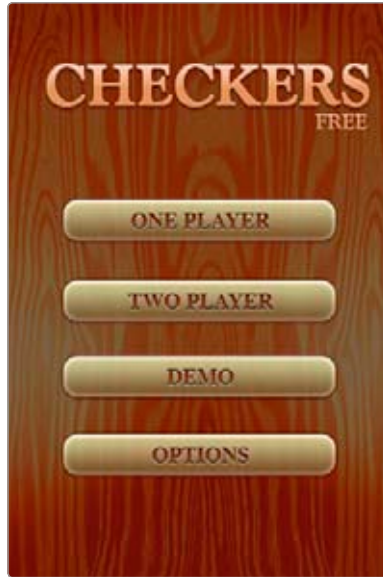 CHECKERS
FREE
ONE PLAYER
TWO PLAYER
DEMO
OPTIONS